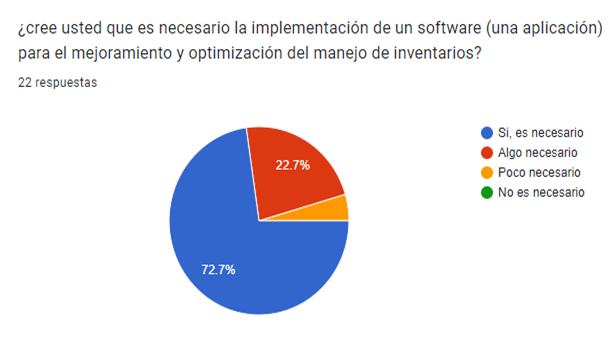 ¿cree usted que es necesario la implementación de un software (una aplicación)
para el mejoramiento y optimización del manejo de inventarios?
22 respuestas
Si, es necesario
Algo necesario
Poco necesario
No es necesario
22.7%
72.7%